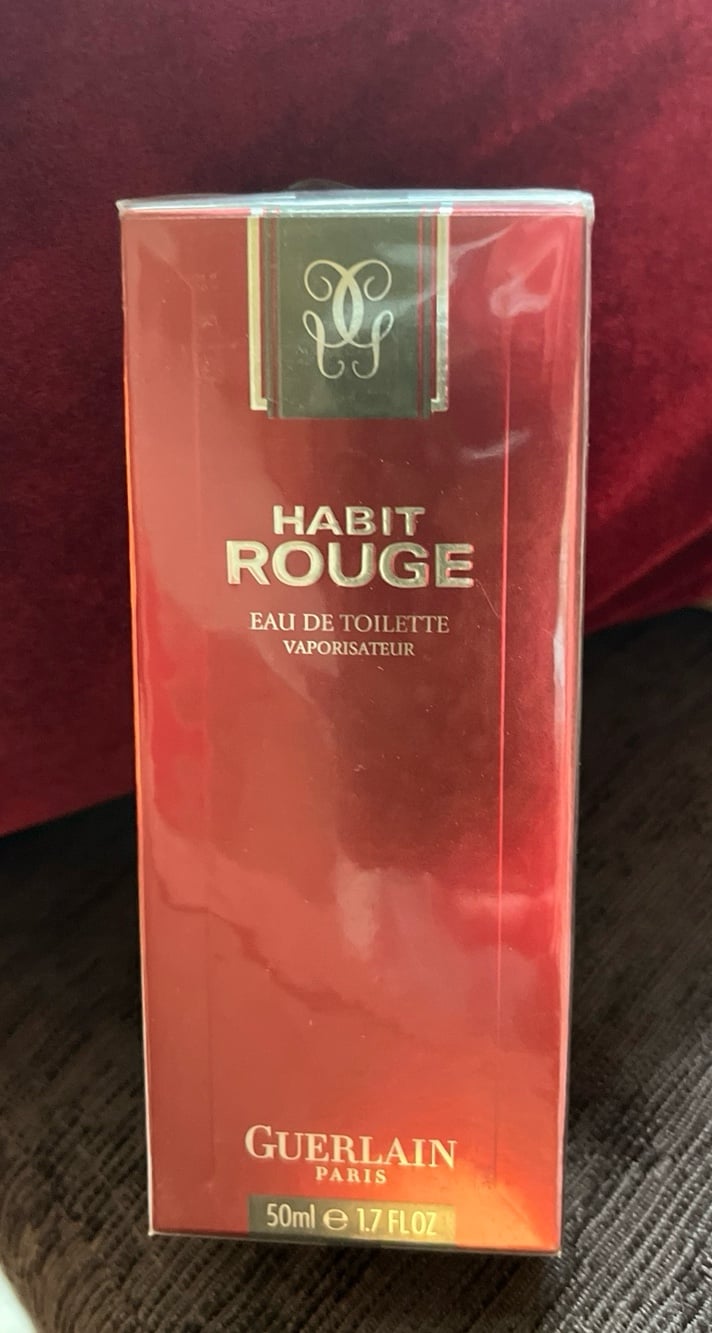 HABIT
ROUGE
EAU DE TOILETTE
VAPORISATEUR
GUERLAIN
PARIS
50ml ℮ 1.7 FL OZ